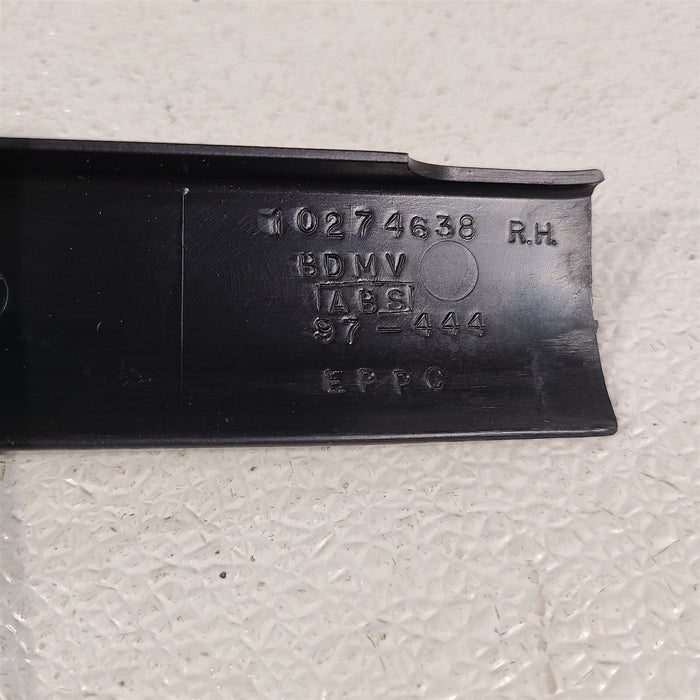 10274638 R.H.
BDMV
ABS
97-444
EPPC